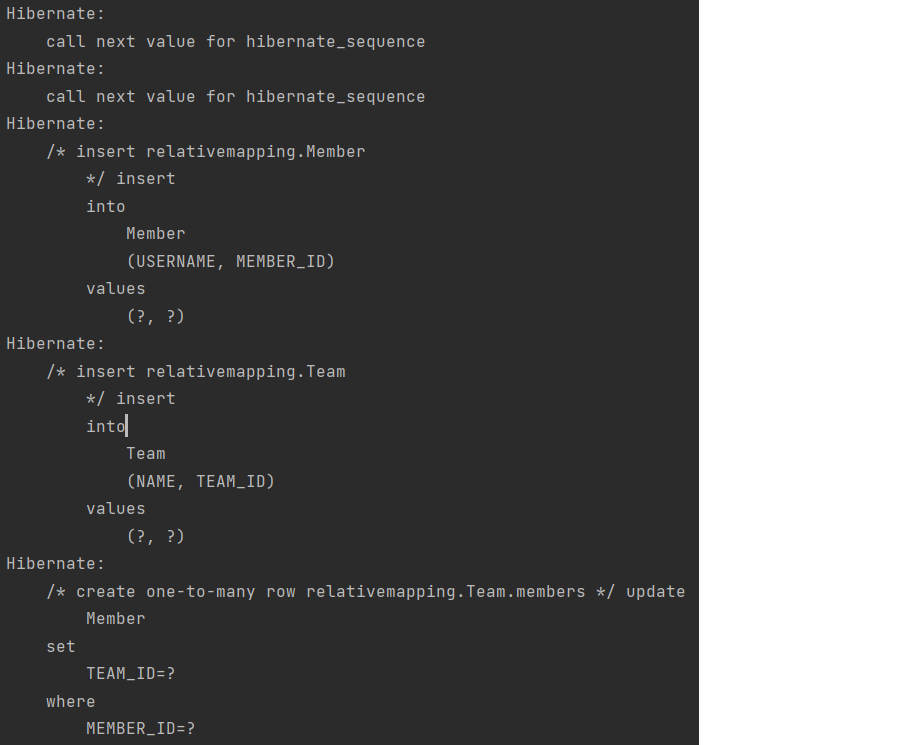 Hibernate:
    call next value for hibernate_sequence
Hibernate:
    call next value for hibernate_sequence
Hibernate:
    /* insert relativemapping.Member
        */ insert
        into
            Member
            (USERNAME, MEMBER_ID)
        values
            (?, ?)
Hibernate:
    /* insert relativemapping.Team
        */ insert
        into
            Team
            (NAME, TEAM_ID)
        values
            (?, ?)
Hibernate:
    /* create one-to-many row relativemapping.Team.members */ update
        Member
    set
        TEAM_ID=?
    where
        MEMBER_ID=?